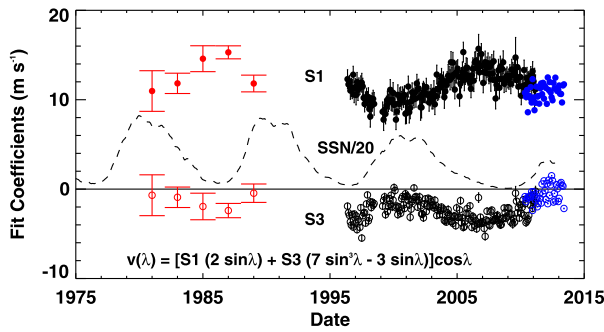 20
10
0
-10
Fit Coefficients (m s⁻¹)
S1
SSN/20
S3
v(λ) = [S1 (2 sinλ) + S3 (7 sin³λ - 3 sinλ)]cosλ
1975 1985 1995 2005 2015
Date